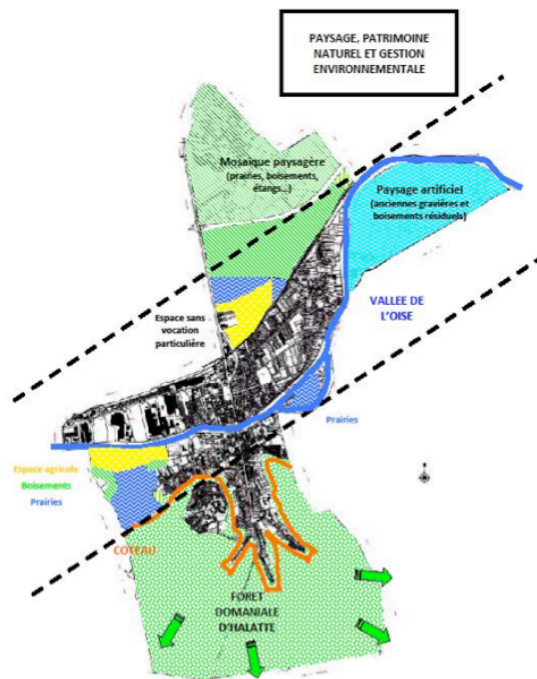 PAYSAGE, PATRIMOINE
NATUREL ET GESTION
ENVIRONNEMENTALE
Mosaïque paysagère
(prairies, boisements,
étangs...)
Paysage artificiel
(anciennes gravières et
boisements résiduels)
VALLEE DE
L'OISE
Espace sans
vocation
particulière
Prairies
Espace agricole
Boisements
Prairies
COTEAU
FORET
DOMANIALE
D'HALATTE